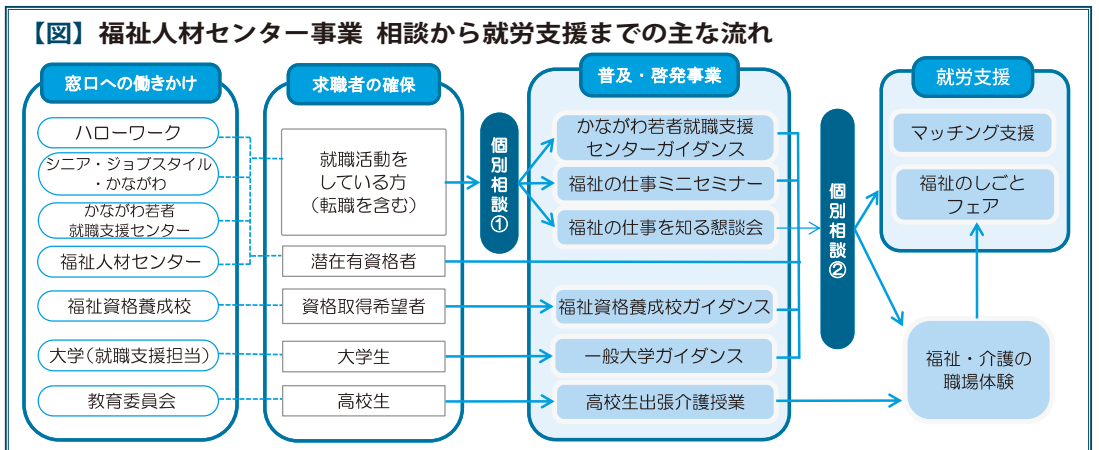 【図】福祉人材センター事業 相談から就労支援までの主な流れ
窓口への働きかけ
ハローワーク
シニア・ジョブスタイル
・かながわ
かながわ若者
就職支援センター
福祉人材センター
福祉資格養成校
大学(就職支援担当)
教育委員会
求職者の確保
就職活動を
している方
(転職を含む)
潜在有資格者
資格取得希望者
大学生
高校生
個別相談①
普及・啓発事業
かながわ若者就職支援
センターガイダンス
福祉の仕事ミニセミナー
福祉の仕事を知る懇談会
福祉資格養成校ガイダンス
一般大学ガイダンス
高校生出張介護授業
個別相談②
就労支援
マッチング支援
福祉のしごと
フェア
福祉・介護の
職場体験